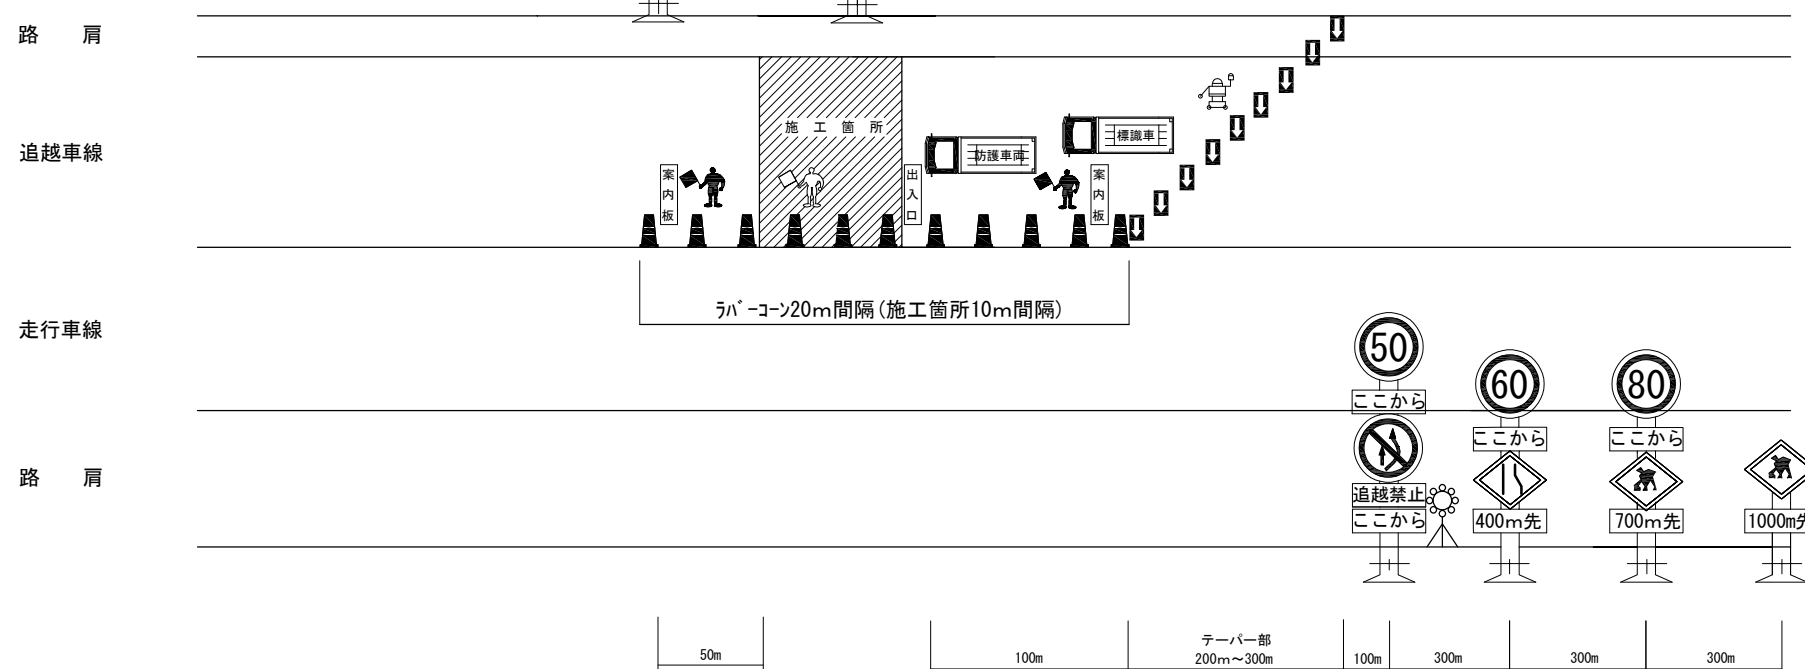 路　　肩
追越車線
施　工　箇　所
標識車
防護車両
案内板
出入口
案内板
ﾗﾊﾞｰｺｰﾝ20ｍ間隔(施工箇所10ｍ間隔)
走行車線
50
ここから
60
80
ここから
ここから
追越禁止
ここから
400ｍ先
700ｍ先
1000m先
路　　肩
50m
100m
テーパー部
200ｍ～300m
100m
300m
300m
300m